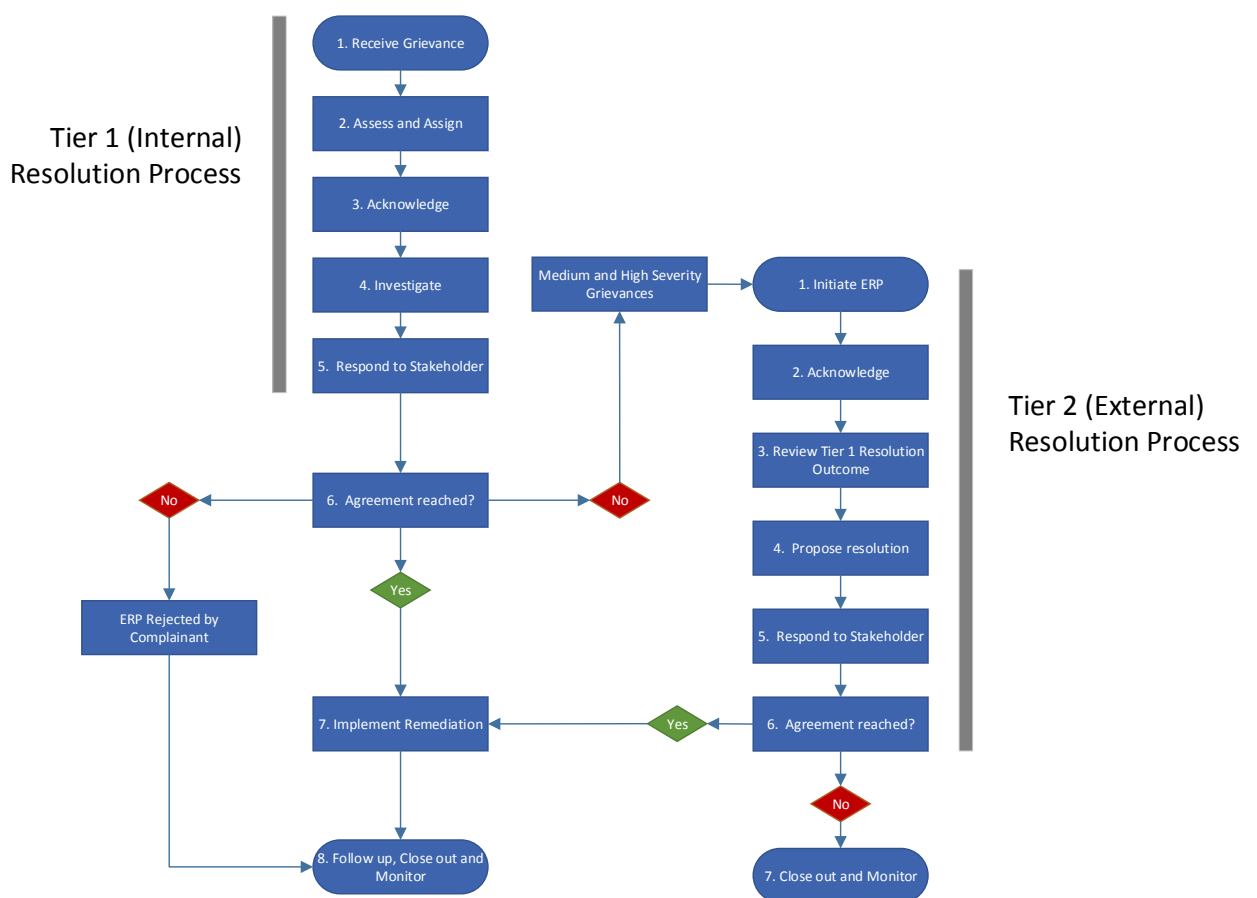 1. Receive Grievance
Tier 1 (Internal)
Resolution Process
2. Assess and Assign
3. Acknowledge
4. Investigate
5. Respond to Stakeholder
6. Agreement reached?
No
No
Yes
ERP Rejected by
Complainant
7. Implement Remediation
8. Follow up, Close out and
Monitor
Medium and High Severity
Grievances
1. Initiate ERP
2. Acknowledge
Tier 2 (External)
Resolution Process
3. Review Tier 1 Resolution
Outcome
4. Propose resolution
5. Respond to Stakeholder
6. Agreement reached?
Yes
No
7. Close out and Monitor